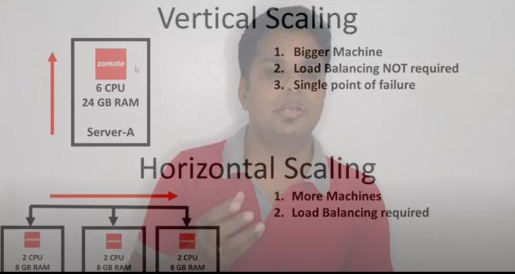 Vertical Scaling
zomato
6 CPU
24 GB RAM
Server-A
1. Bigger Machine
2. Load Balancing NOT required
3. Single point of failure
Horizontal Scaling
1. More Machines
2. Load Balancing required
zomato
2 CPU
8 GB RAM
zomato
2 CPU
8 GB RAM
zomato
2 CPU
8 GB RAM